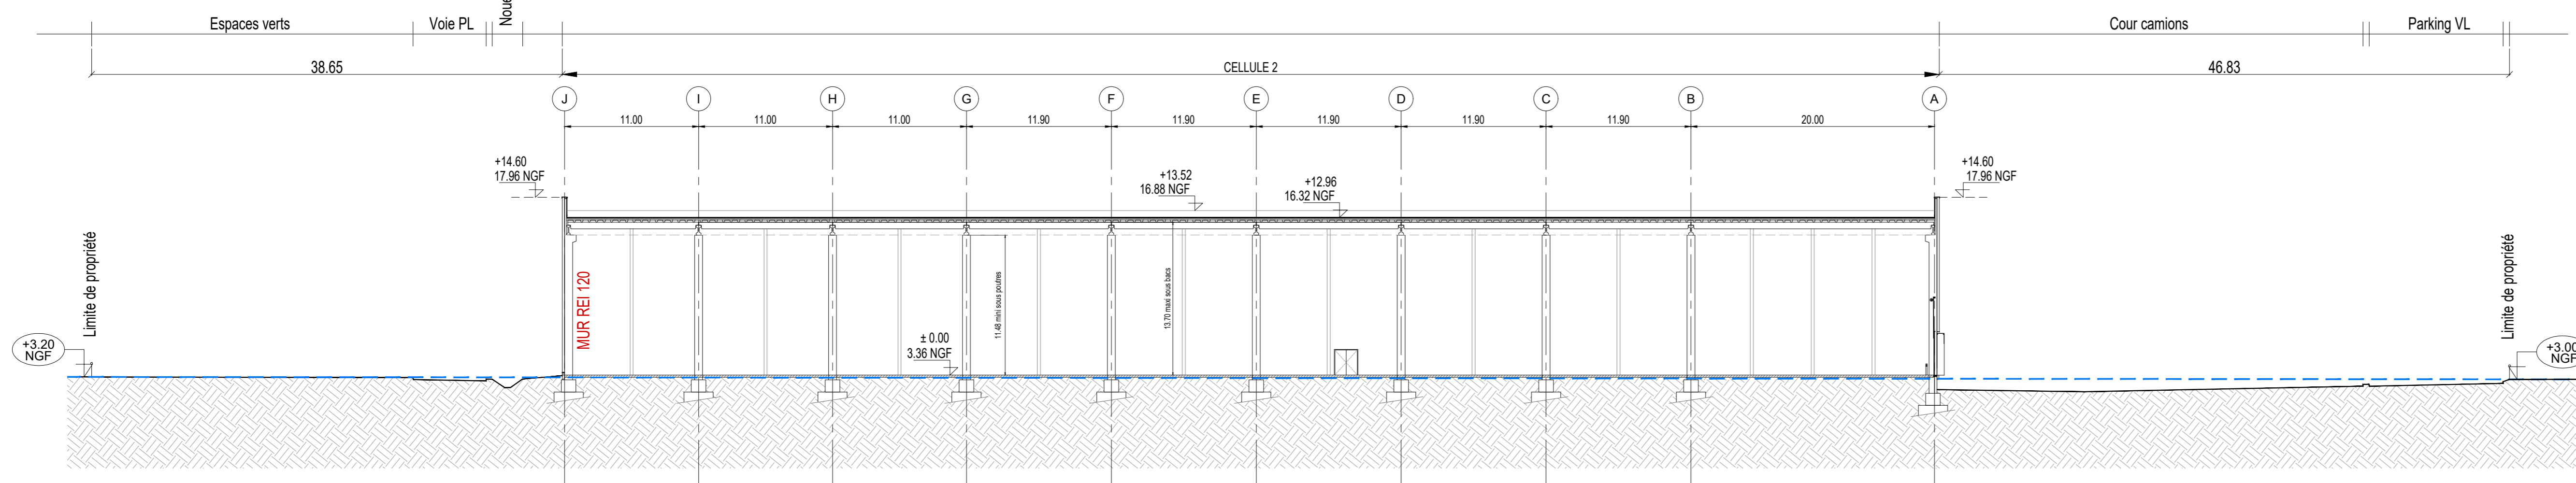 Espaces verts
Voie PL
Noue
Cour camions
Parking VL
38.65
CELLULE 2
46.83
J
I
H
G
F
E
D
C
B
A
11.00
11.00
11.00
11.90
11.90
11.90
11.90
11.90
20.00
+14.60
17.96 NGF
+13.52
16.88 NGF
+12.96
16.32 NGF
+14.60
17.96 NGF
Limite de propriété
MUR REI 120
11.48 mini sous poutres
13.70 maxi sous bacs
Limite de propriété
± 0.00
3.36 NGF
+3.20
NGF
+3.00
NGF